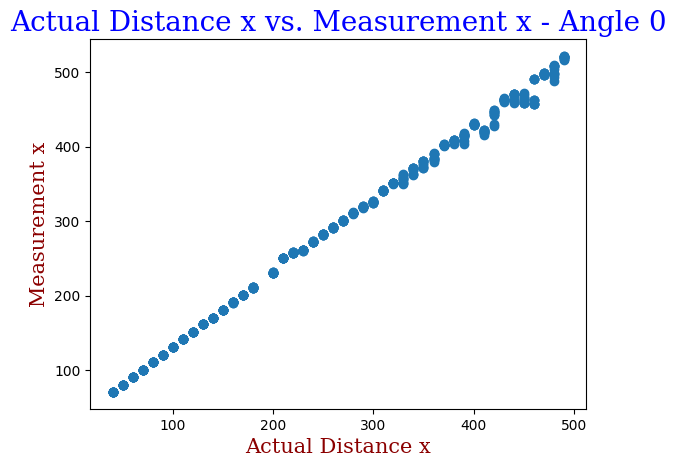 Actual Distance x vs. Measurement x - Angle 0
Measurement x
500
400
300
200
100
100 200 300 400 500
Actual Distance x